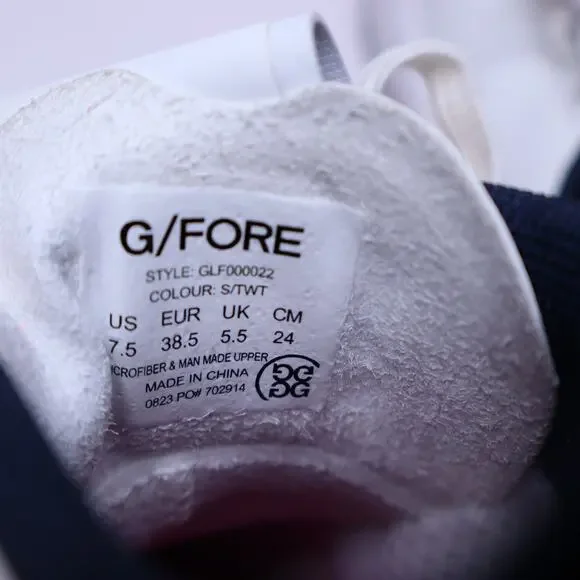 G/FORE
STYLE: GLF000022
COLOUR: S/TWT
US EUR UK CM
7.5 38.5 5.5 24
ICROFIBER & MAN MADE UPPER
MADE IN CHINA
0823 PO# 702914